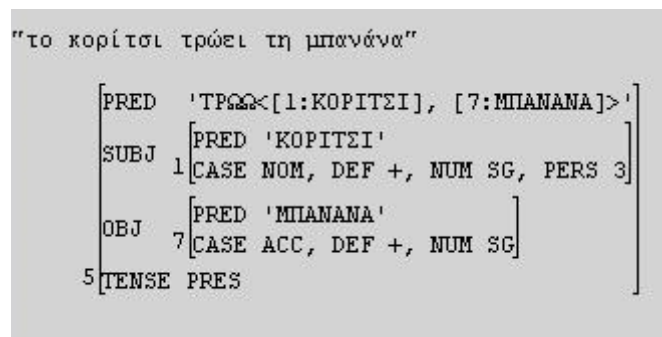 "το κορίτσι τρώει τη μπανάνα"
PRED 'ΤΡΩΩ<[1:ΚΟΡΙΤΣΙ], [7:ΜΠΑΝΑΝΑ]>'
PRED 'ΚΟΡΙΤΣΙ'
SUBJ
1 CASE NOM, DEF +, NUM SG, PERS 3
PRED 'ΜΠΑΝΑΝΑ'
OBJ
7 CASE ACC, DEF +, NUM SG
5 TENSE PRES